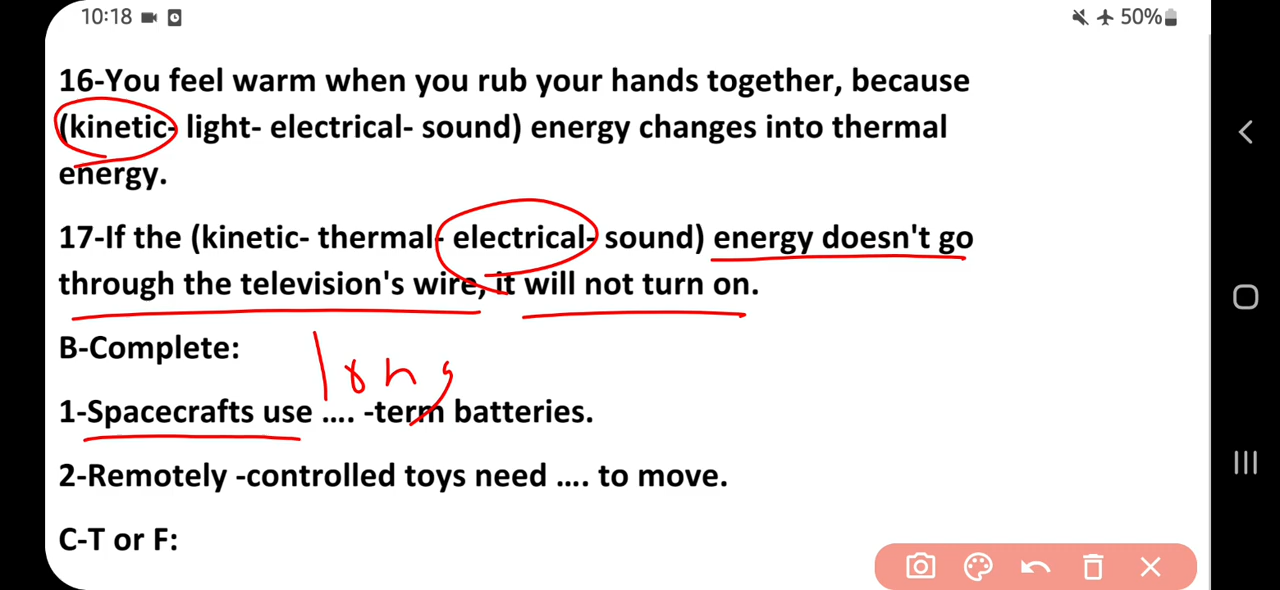 10:18
50%
16-You feel warm when you rub your hands together, because
(kinetic- light- electrical- sound) energy changes into thermal
energy.
17-If the (kinetic- thermal- electrical- sound) energy doesn't go
through the television's wire, it will not turn on.
B-Complete:
long
1-Spacecrafts use .... -term batteries.
2-Remotely -controlled toys need .... to move.
C-T or F: